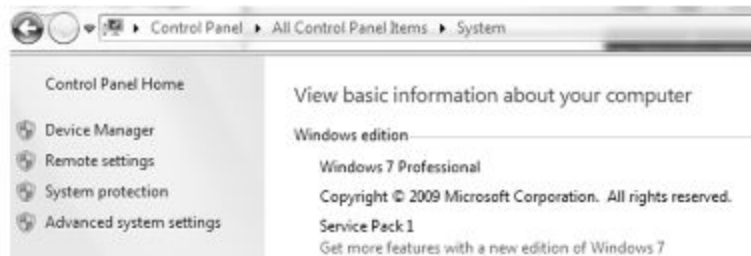 Control Panel ▸ All Control Panel Items ▸ System
Control Panel Home
Device Manager
Remote settings
System protection
Advanced system settings
View basic information about your computer
Windows edition
Windows 7 Professional
Copyright © 2009 Microsoft Corporation. All rights reserved.
Service Pack 1
Get more features with a new edition of Windows 7